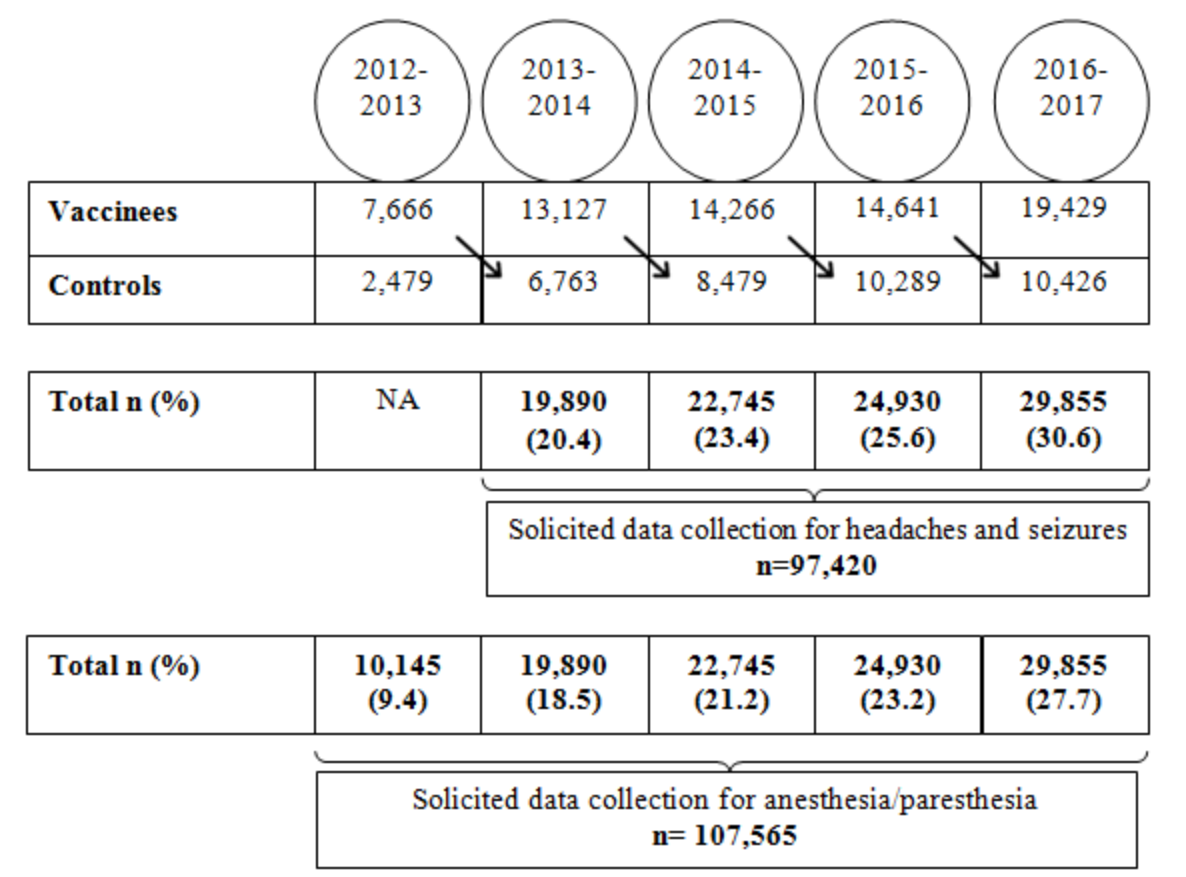 2012-
2013
2013-
2014
2014-
2015
2015-
2016
2016-
2017
Vaccinees 7,666 13,127 14,266 14,641 19,429
Controls 2,479 6,763 8,479 10,289 10,426
Total n (%) NA 19,890 22,745 24,930 29,855
(20.4) (23.4) (25.6) (30.6)
Solicited data collection for headaches and seizures
n=97,420
Total n (%) 10,145 19,890 22,745 24,930 29,855
(9.4) (18.5) (21.2) (23.2) (27.7)
Solicited data collection for anesthesia/paresthesia
n= 107,565